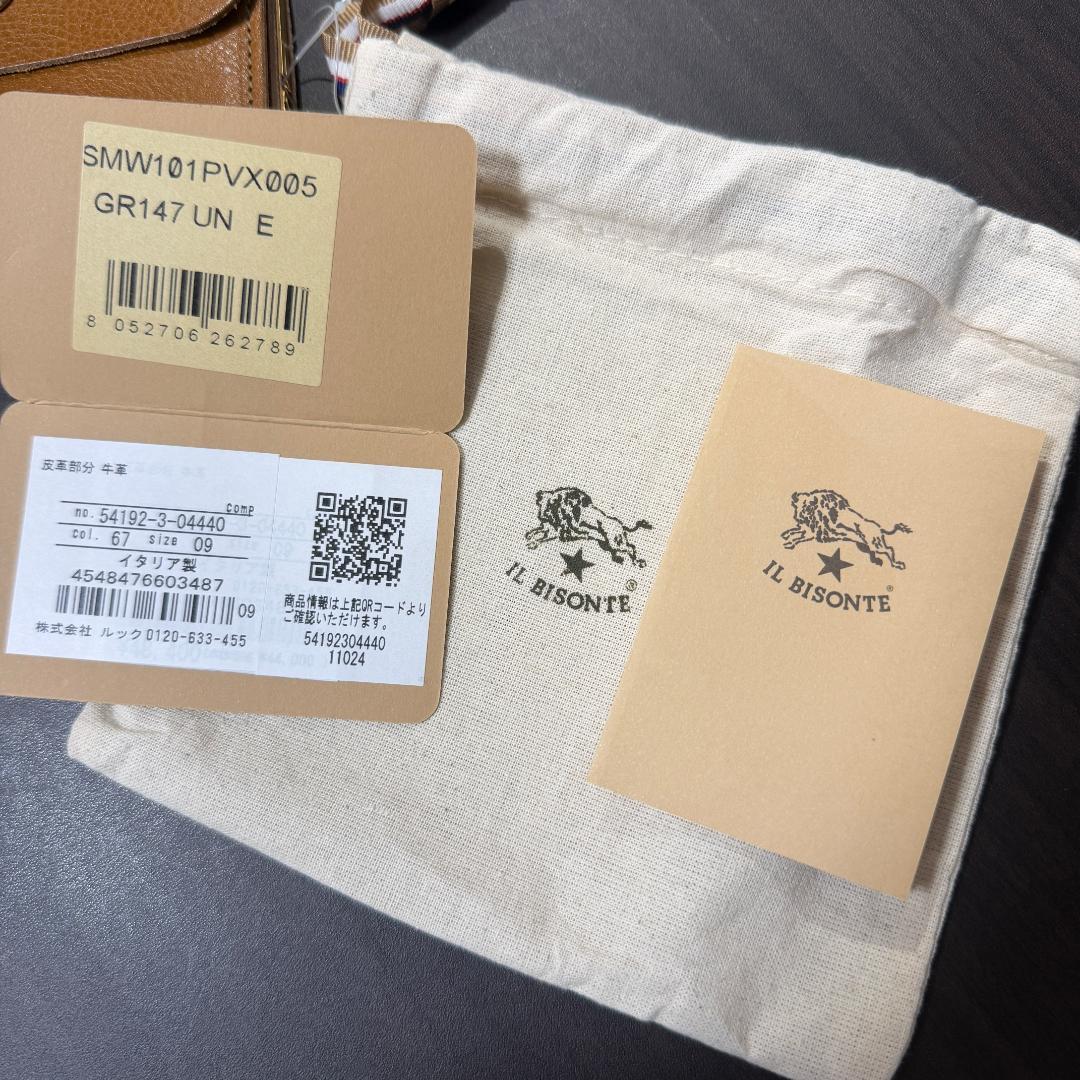 SMW101PVX005
GR147 UN E
8 052706 262789
皮革部分 牛革
comp
no. 54192-3-04440
col. 67 size 09
イタリア製
4548476603487
09
株式会社 ルック 0120-633-455
商品情報は上記QRコードより
ご確認いただけます。
54192304440
11024
IL BISONTE®
IL BISONTE®